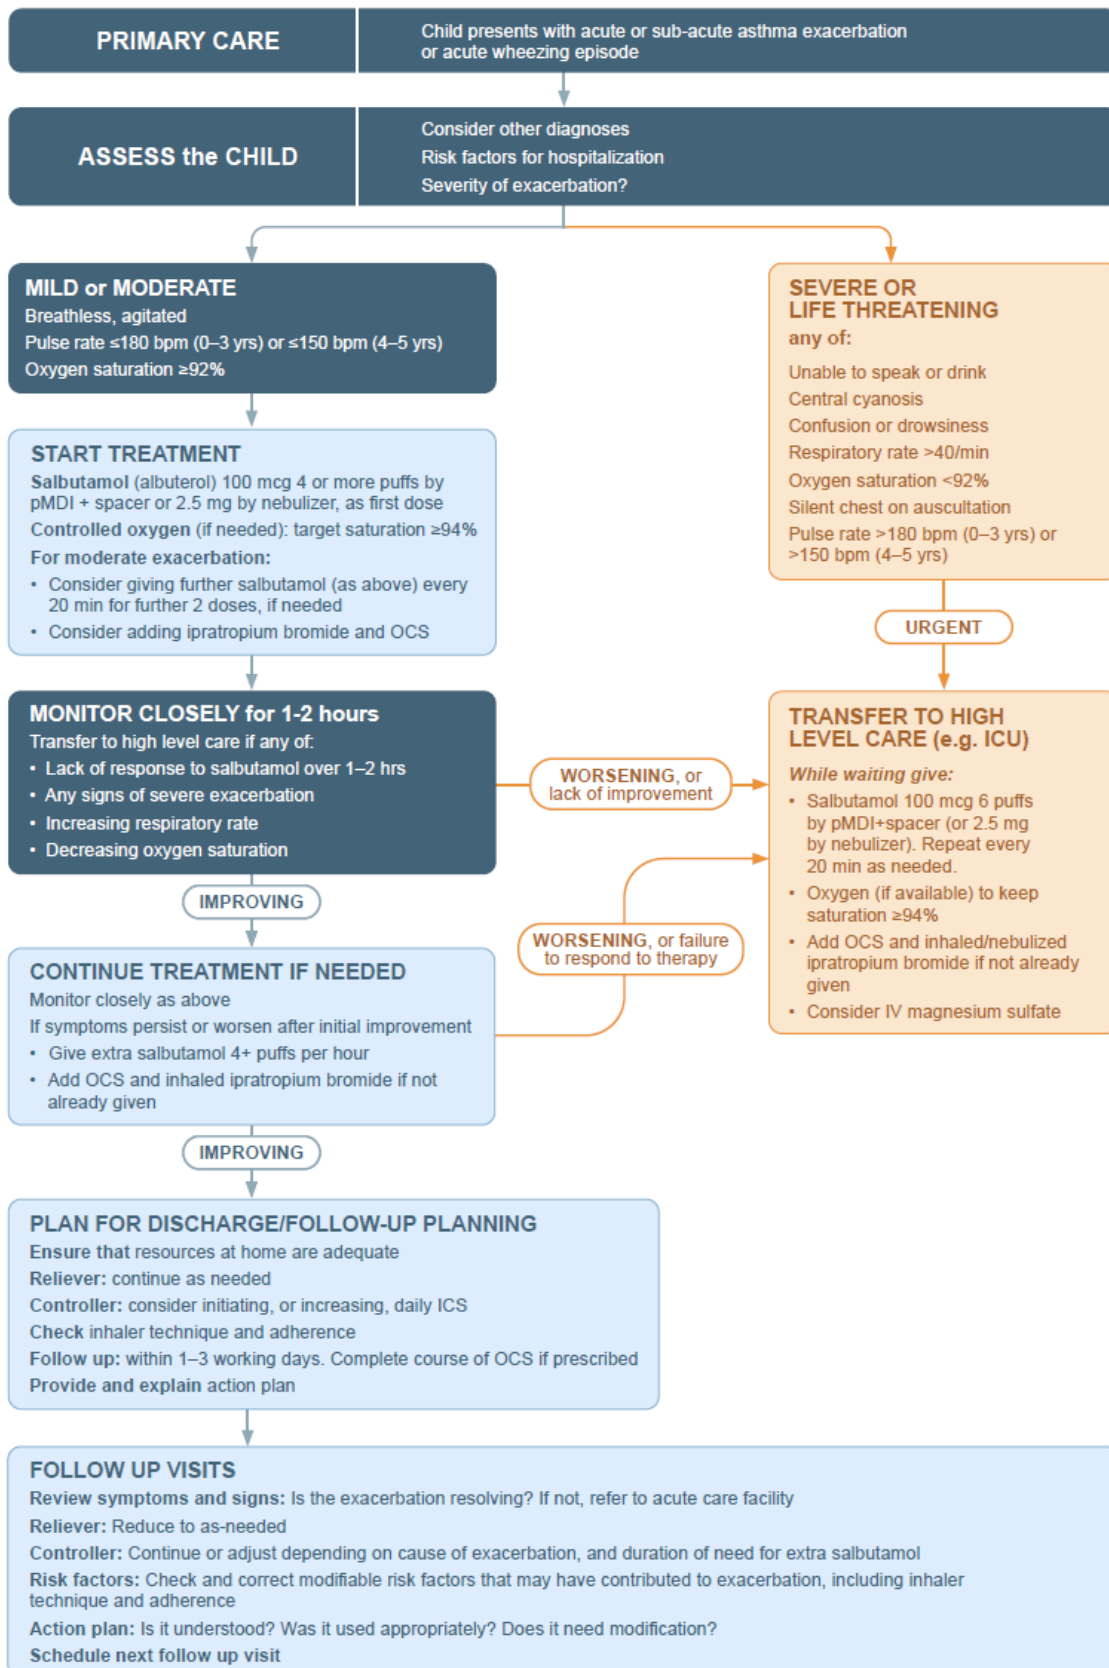 PRIMARY CARE
Child presents with acute or sub-acute asthma exacerbation
or acute wheezing episode
ASSESS the CHILD
Consider other diagnoses
Risk factors for hospitalization
Severity of exacerbation?
MILD or MODERATE
Breathless, agitated
Pulse rate ≤180 bpm (0–3 yrs) or ≤150 bpm (4–5 yrs)
Oxygen saturation ≥92%
SEVERE OR
LIFE THREATENING
any of:
Unable to speak or drink
Central cyanosis
Confusion or drowsiness
Respiratory rate >40/min
Oxygen saturation <92%
Silent chest on auscultation
Pulse rate >180 bpm (0–3 yrs) or
>150 bpm (4–5 yrs)
START TREATMENT
Salbutamol (albuterol) 100 mcg 4 or more puffs by
pMDI + spacer or 2.5 mg by nebulizer, as first dose
Controlled oxygen (if needed): target saturation ≥94%
For moderate exacerbation:
• Consider giving further salbutamol (as above) every
20 min for further 2 doses, if needed
• Consider adding ipratropium bromide and OCS
URGENT
MONITOR CLOSELY for 1-2 hours
Transfer to high level care if any of:
• Lack of response to salbutamol over 1–2 hrs
• Any signs of severe exacerbation
• Increasing respiratory rate
• Decreasing oxygen saturation
WORSENING, or
lack of improvement
TRANSFER TO HIGH
LEVEL CARE (e.g. ICU)
While waiting give:
• Salbutamol 100 mcg 6 puffs
by pMDI+spacer (or 2.5 mg
by nebulizer). Repeat every
20 min as needed.
• Oxygen (if available) to keep
saturation ≥94%
• Add OCS and inhaled/nebulized
ipratropium bromide if not already
given
• Consider IV magnesium sulfate
IMPROVING
WORSENING, or failure
to respond to therapy
CONTINUE TREATMENT IF NEEDED
Monitor closely as above
If symptoms persist or worsen after initial improvement
• Give extra salbutamol 4+ puffs per hour
• Add OCS and inhaled ipratropium bromide if not
already given
IMPROVING
PLAN FOR DISCHARGE/FOLLOW-UP PLANNING
Ensure that resources at home are adequate
Reliever: continue as needed
Controller: consider initiating, or increasing, daily ICS
Check inhaler technique and adherence
Follow up: within 1–3 working days. Complete course of OCS if prescribed
Provide and explain action plan
FOLLOW UP VISITS
Review symptoms and signs: Is the exacerbation resolving? If not, refer to acute care facility
Reliever: Reduce to as-needed
Controller: Continue or adjust depending on cause of exacerbation, and duration of need for extra salbutamol
Risk factors: Check and correct modifiable risk factors that may have contributed to exacerbation, including inhaler
technique and adherence
Action plan: Is it understood? Was it used appropriately? Does it need modification?
Schedule next follow up visit